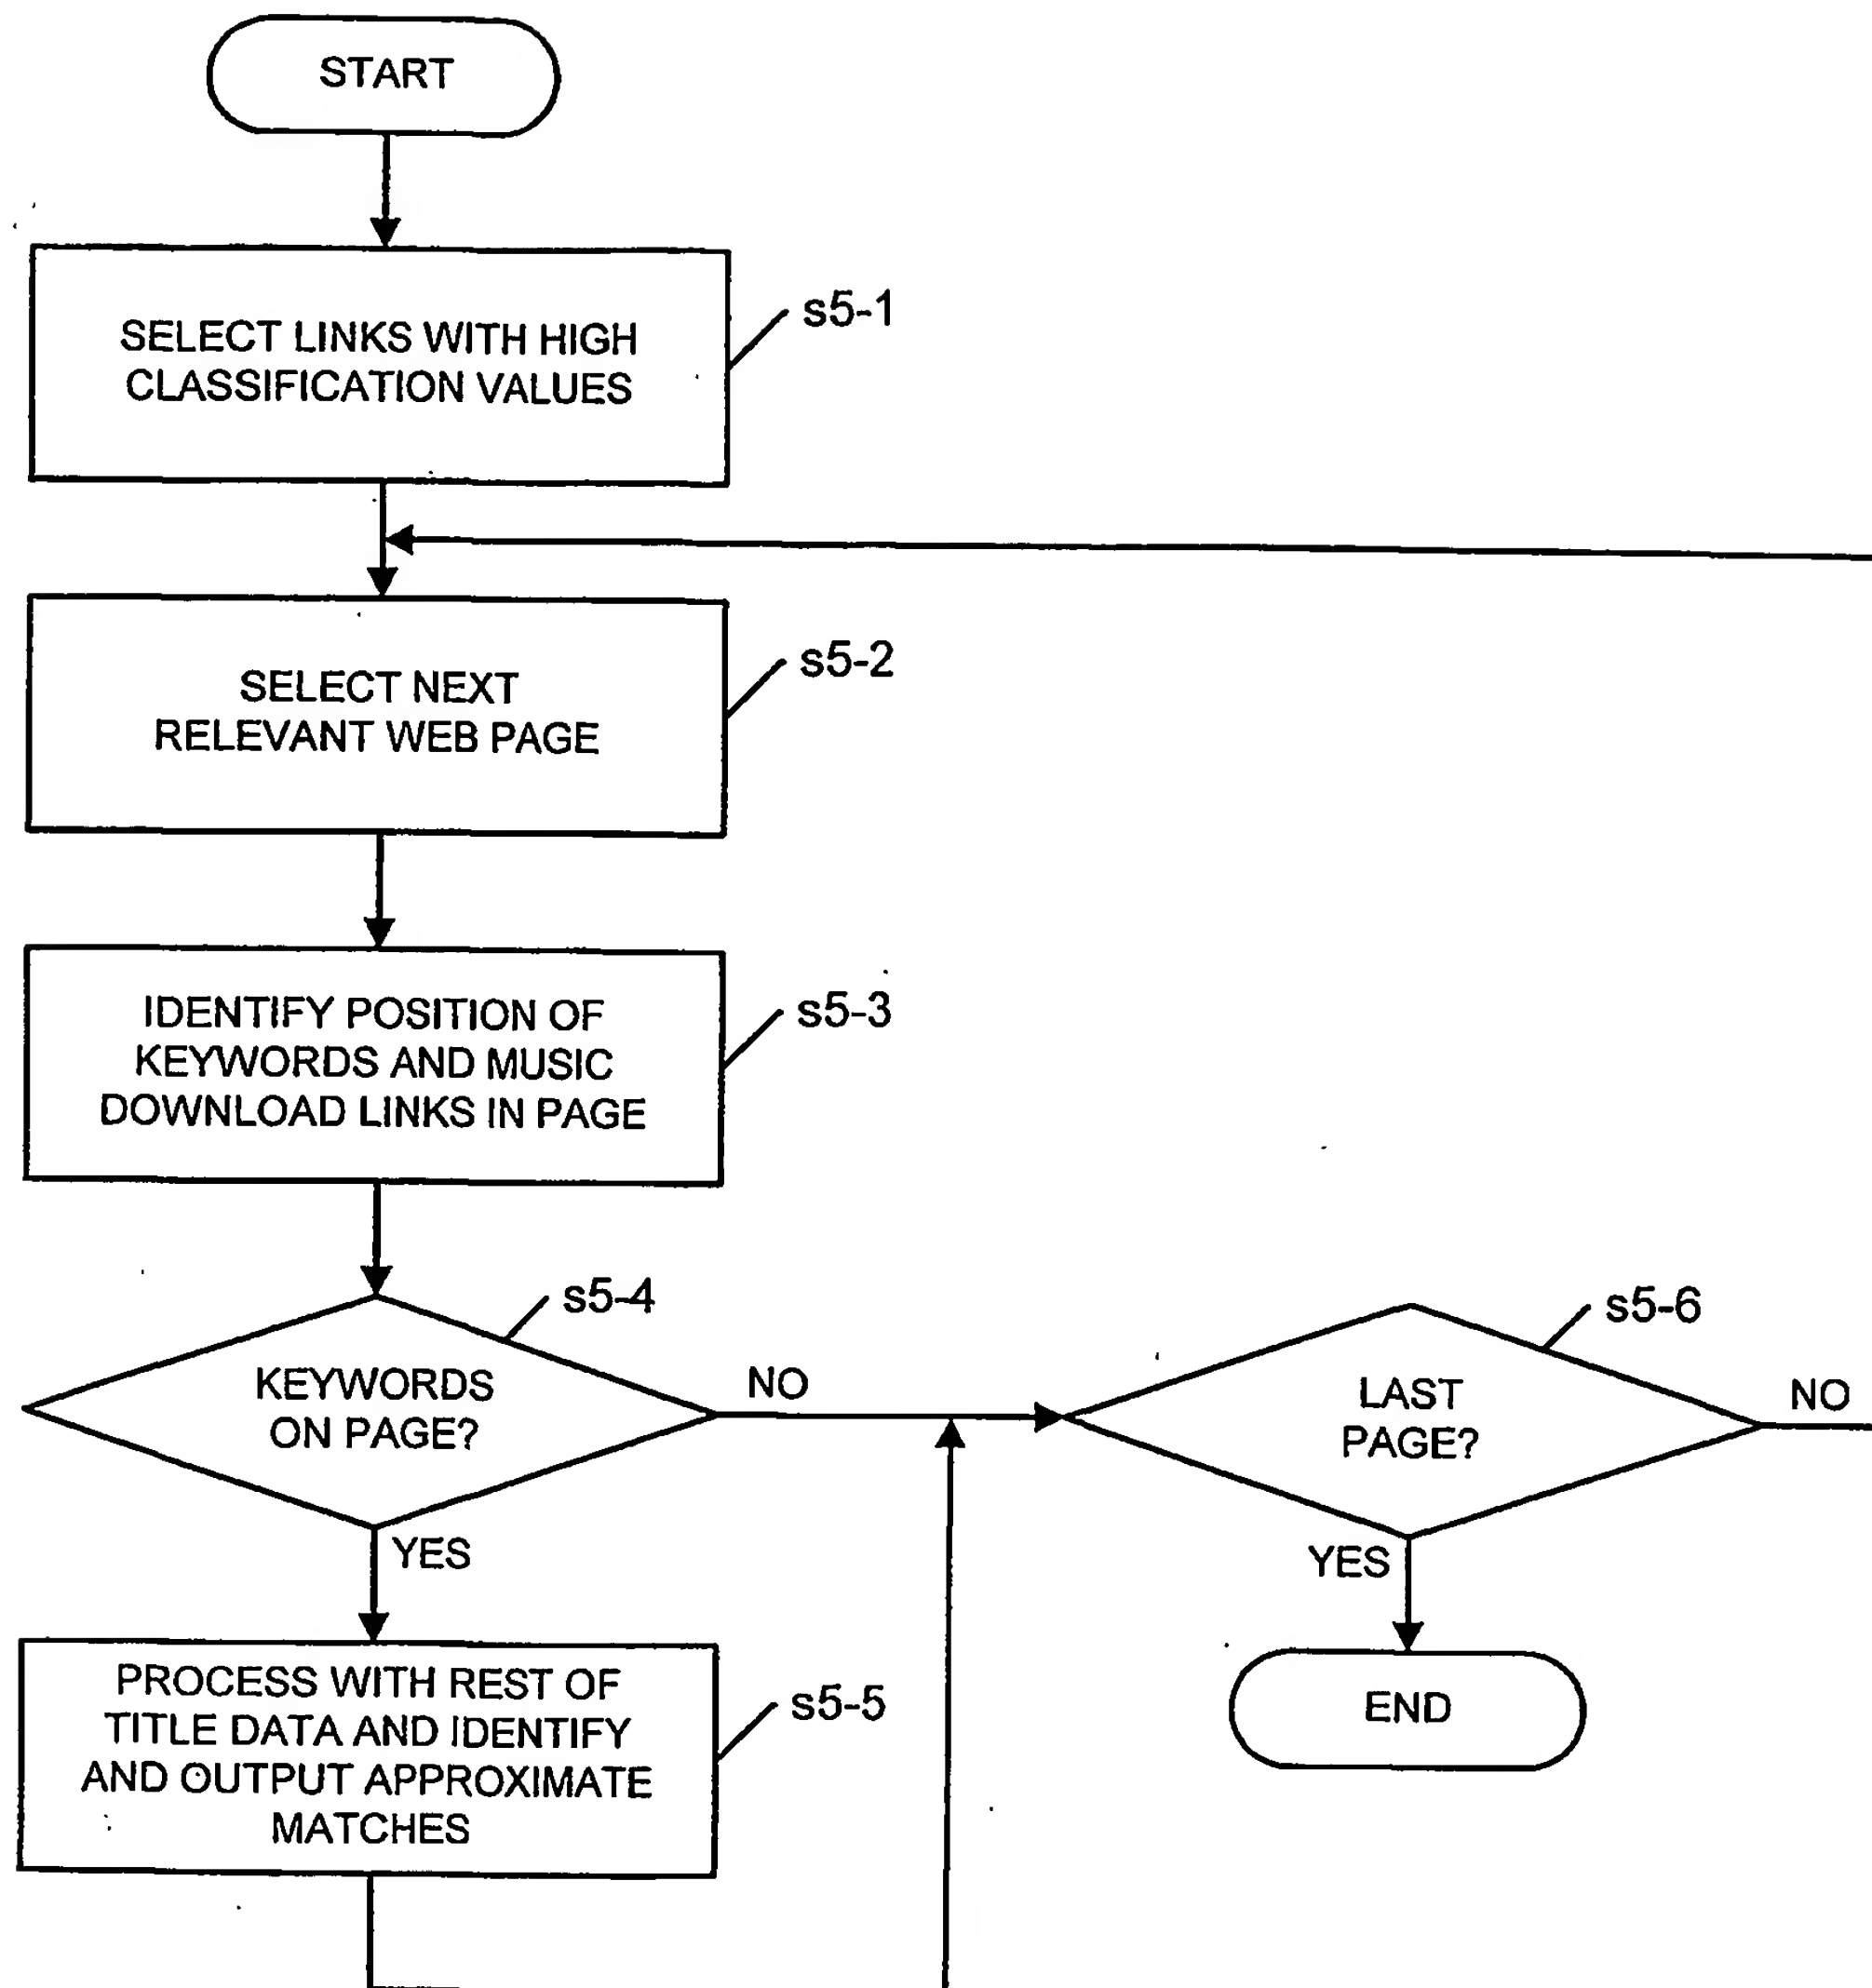 START
SELECT LINKS WITH HIGH
CLASSIFICATION VALUES
s5-1
SELECT NEXT
RELEVANT WEB PAGE
s5-2
IDENTIFY POSITION OF
KEYWORDS AND MUSIC
DOWNLOAD LINKS IN PAGE
s5-3
KEYWORDS
ON PAGE?
s5-4
NO
YES
LAST
PAGE?
s5-6
NO
YES
PROCESS WITH REST OF
TITLE DATA AND IDENTIFY
AND OUTPUT APPROXIMATE
MATCHES
s5-5
END